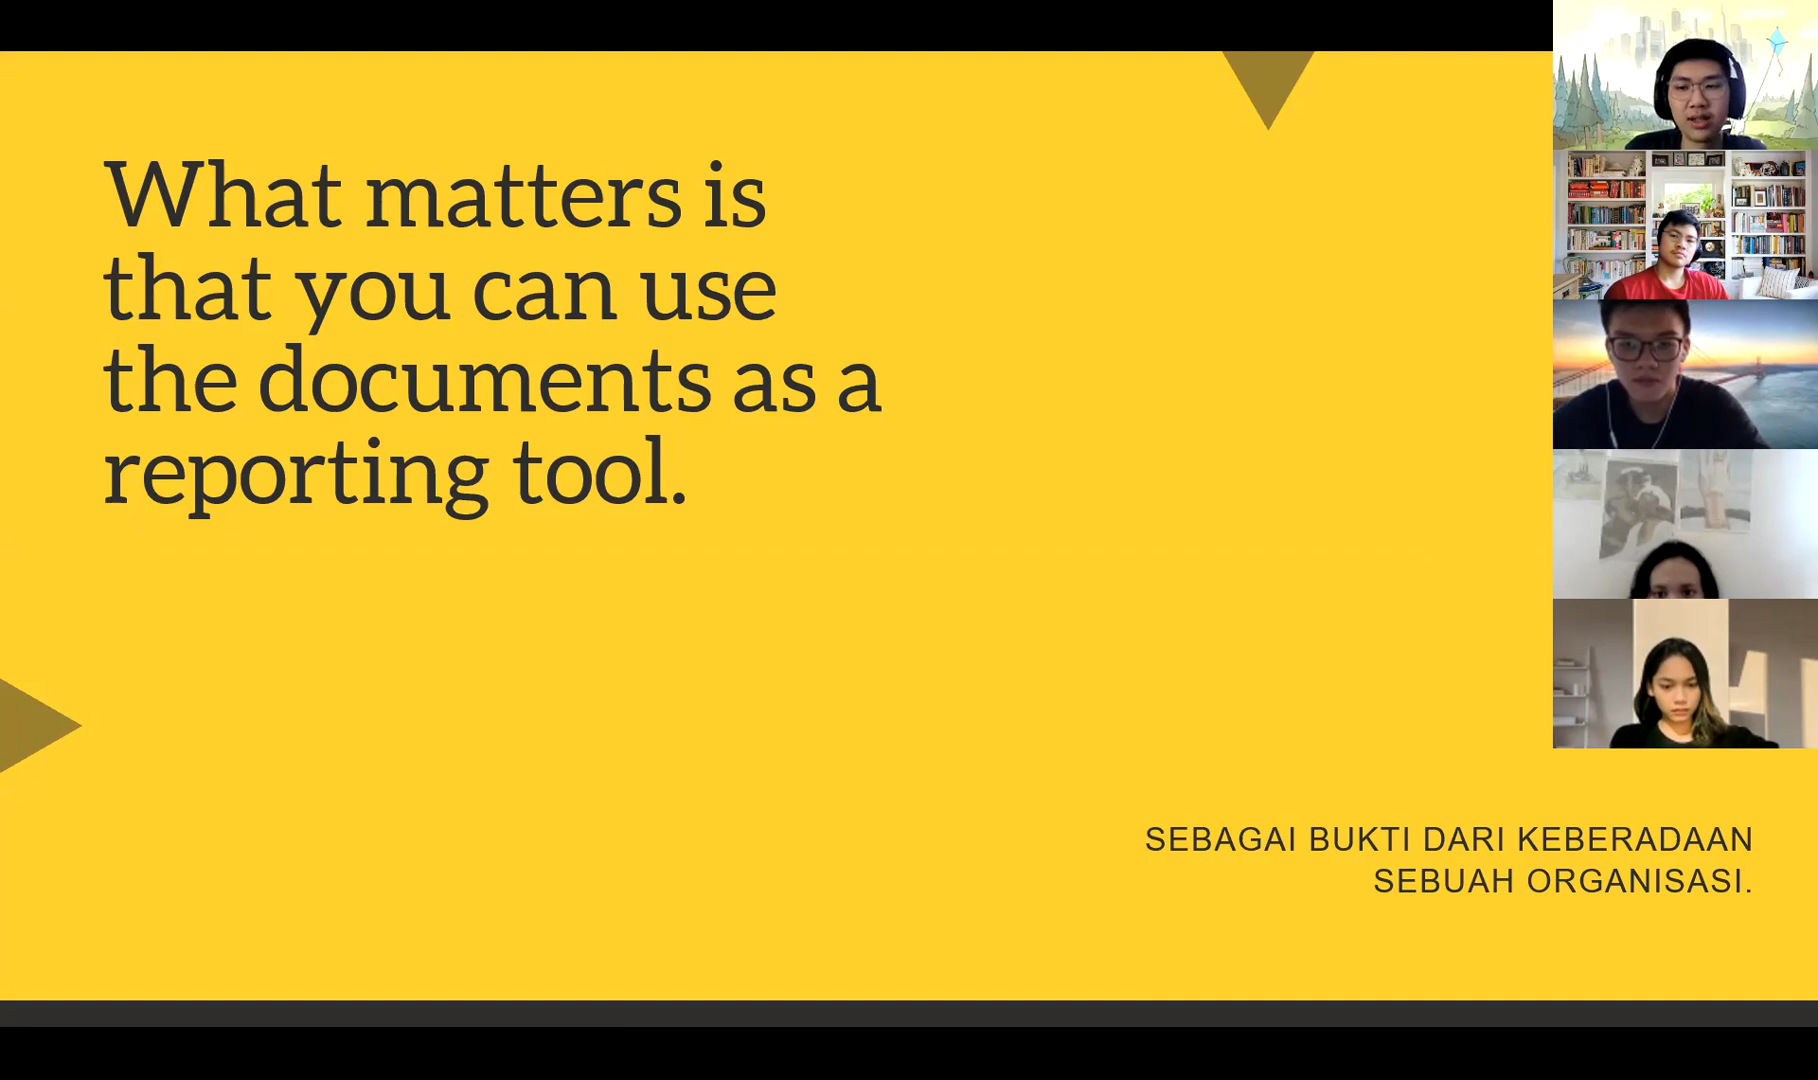 What matters is
that you can use
the documents as a
reporting tool.
SEBAGAI BUKTI DARI KEBERADAAN
SEBUAH ORGANISASI.